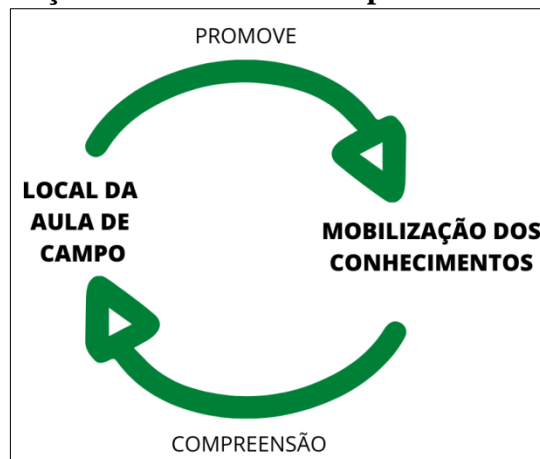 PROMOVE
LOCAL DA
AULA DE
CAMPO
MOBILIZAÇÃO DOS
CONHECIMENTOS
COMPREENSÃO